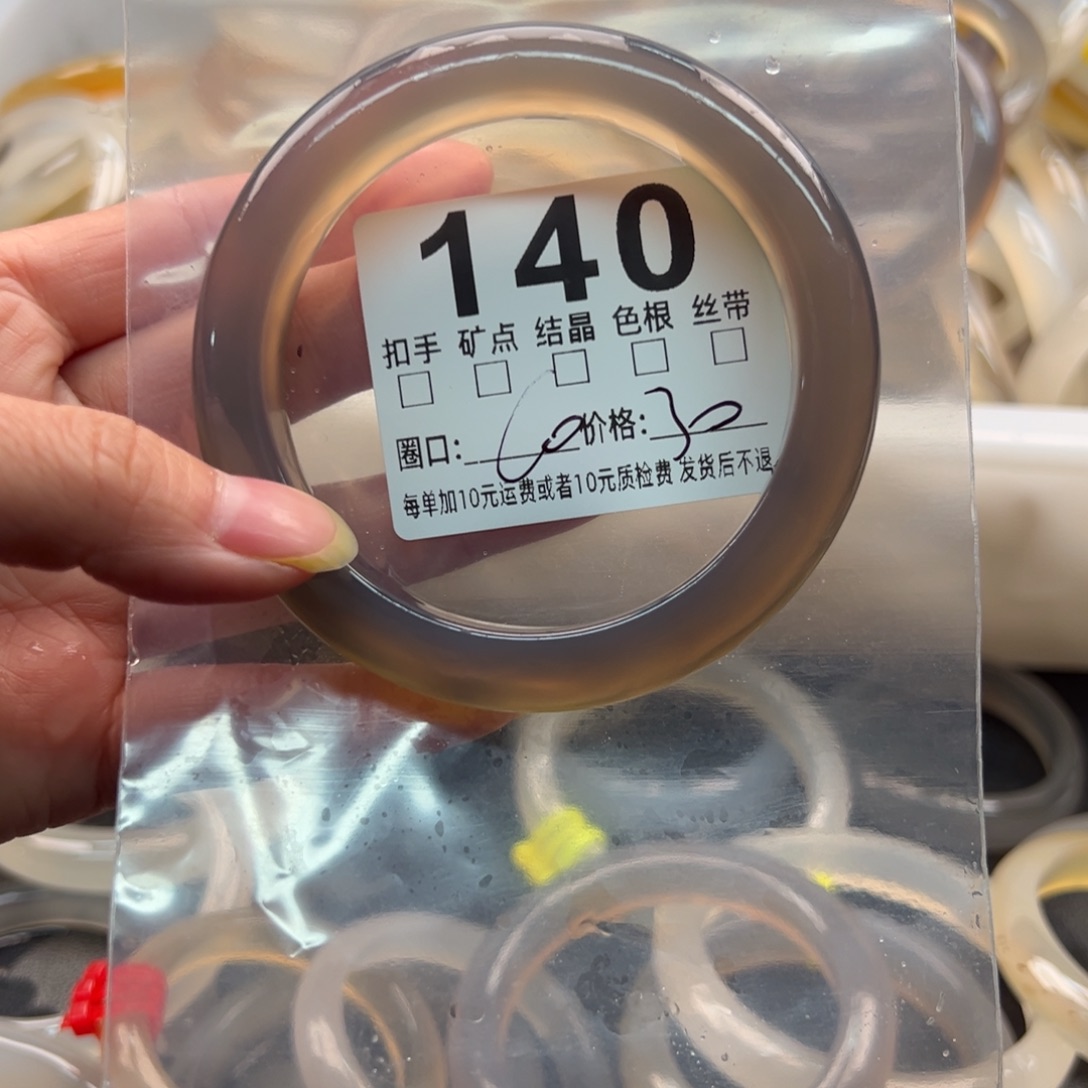 140
扣手 矿点 结晶 色根 丝带
圈口: 60 价格: 30
每单加10元运费或者10元质检费 发货后不退